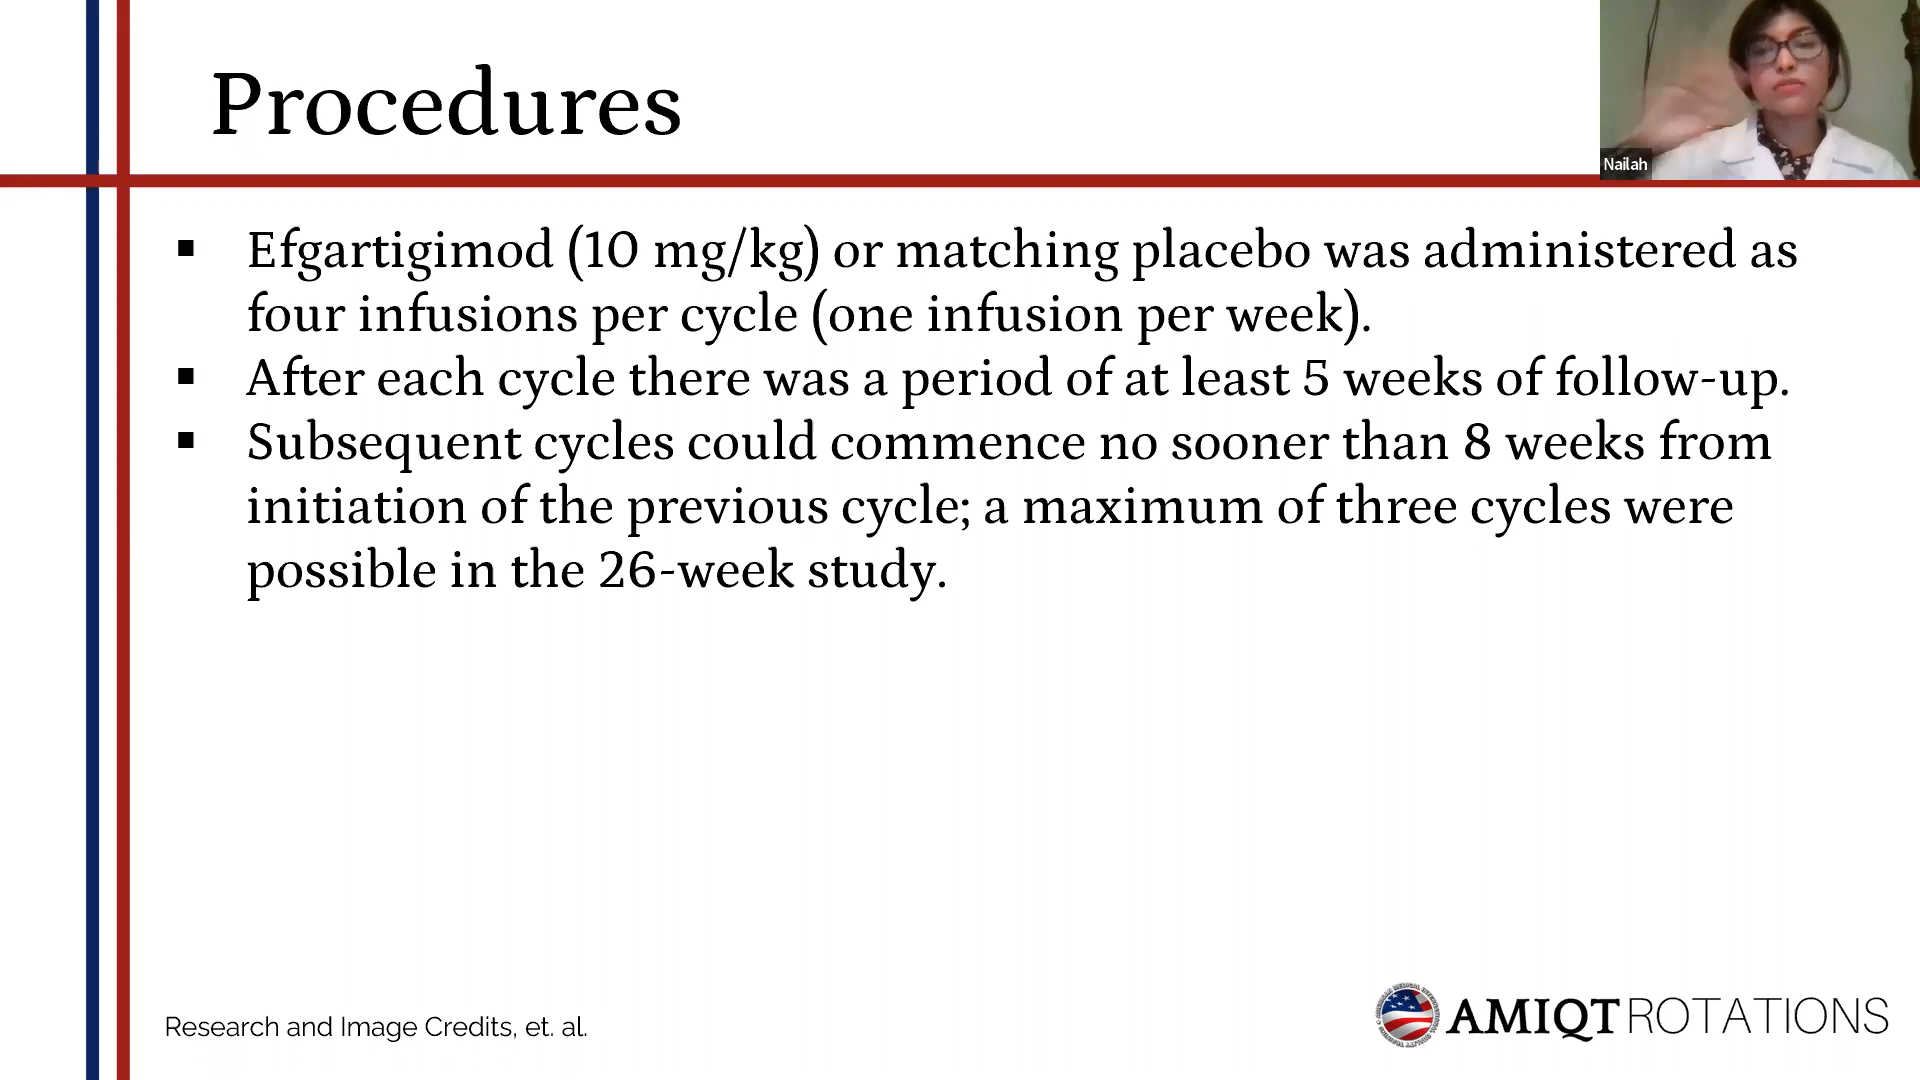 Procedures
Nailah
▪ Efgartigimod (10 mg/kg) or matching placebo was administered as
four infusions per cycle (one infusion per week).
▪ After each cycle there was a period of at least 5 weeks of follow-up.
▪ Subsequent cycles could commence no sooner than 8 weeks from
initiation of the previous cycle; a maximum of three cycles were
possible in the 26-week study.
Research and Image Credits, et. al.
AMIQT ROTATIONS